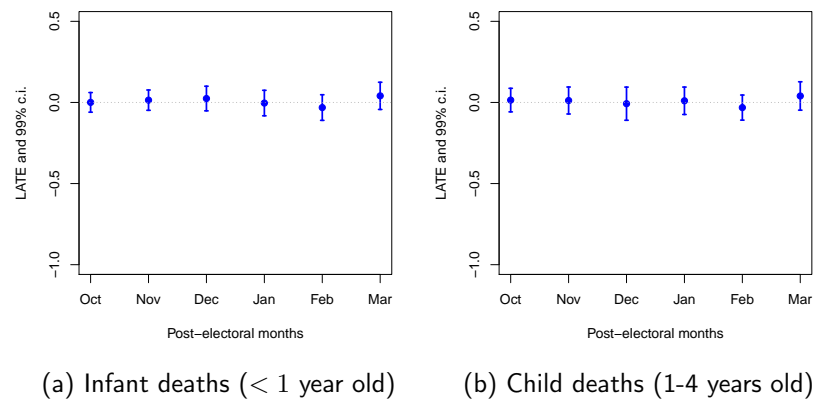 LATE and 99% c.i.
0.5
0.0
−0.5
−1.0
Oct Nov Dec Jan Feb Mar
Post−electoral months
(a) Infant deaths (< 1 year old)
LATE and 99% c.i.
0.5
0.0
−0.5
−1.0
Oct Nov Dec Jan Feb Mar
Post−electoral months
(b) Child deaths (1-4 years old)